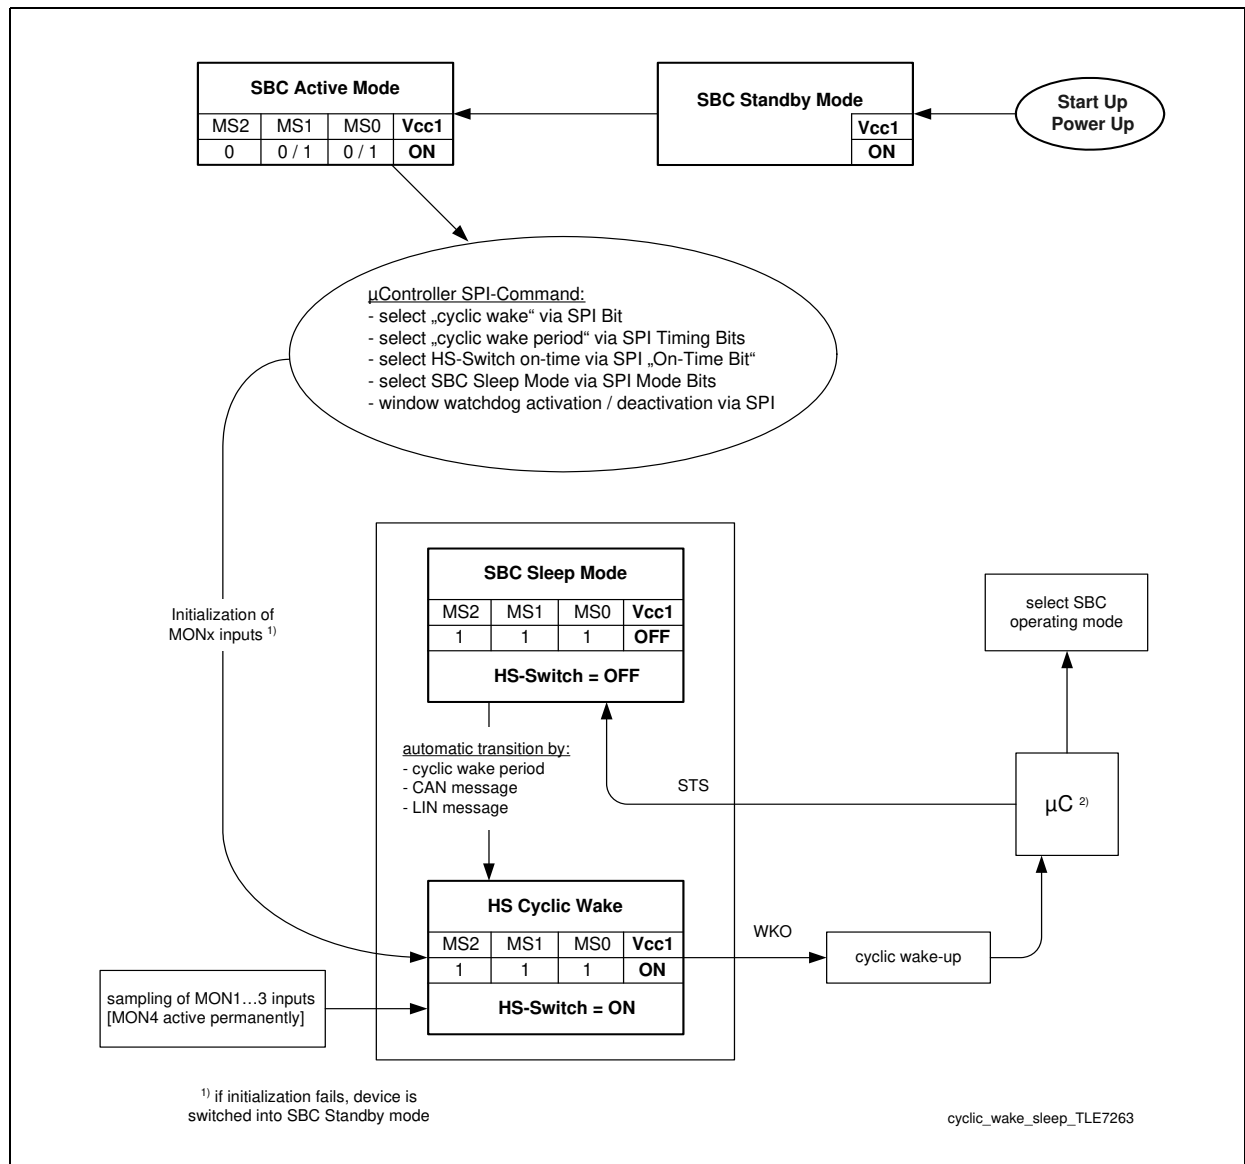 SBC Active Mode
MS2 MS1 MS0 Vcc1
0 0 / 1 0 / 1 ON
SBC Standby Mode
Vcc1
ON
Start Up
Power Up
µController SPI-Command:
- select „cyclic wake“ via SPI Bit
- select „cyclic wake period“ via SPI Timing Bits
- select HS-Switch on-time via SPI „On-Time Bit“
- select SBC Sleep Mode via SPI Mode Bits
- window watchdog activation / deactivation via SPI
Initialization of
MONx inputs 1)
SBC Sleep Mode
MS2 MS1 MS0 Vcc1
1 1 1 OFF
HS-Switch = OFF
automatic transition by:
- cyclic wake period
- CAN message
- LIN message
STS
select SBC
operating mode
µC 2)
HS Cyclic Wake
MS2 MS1 MS0 Vcc1
1 1 1 ON
HS-Switch = ON
WKO
cyclic wake-up
sampling of MON1...3 inputs
[MON4 active permanently]
1) if initialization fails, device is
switched into SBC Standby mode
cyclic_wake_sleep_TLE7263